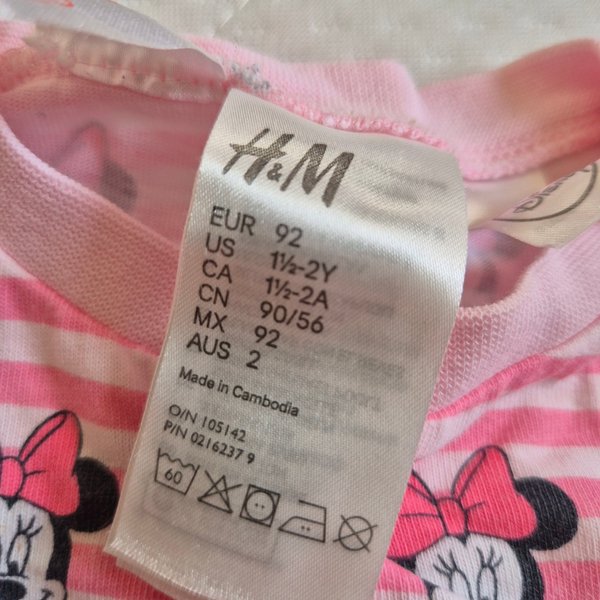 H&M
EUR 92
US 1½-2Y
CA 1½-2A
CN 90/56
MX 92
AUS 2
Made in Cambodia
O/N 105142
P/N 0216237 9
60